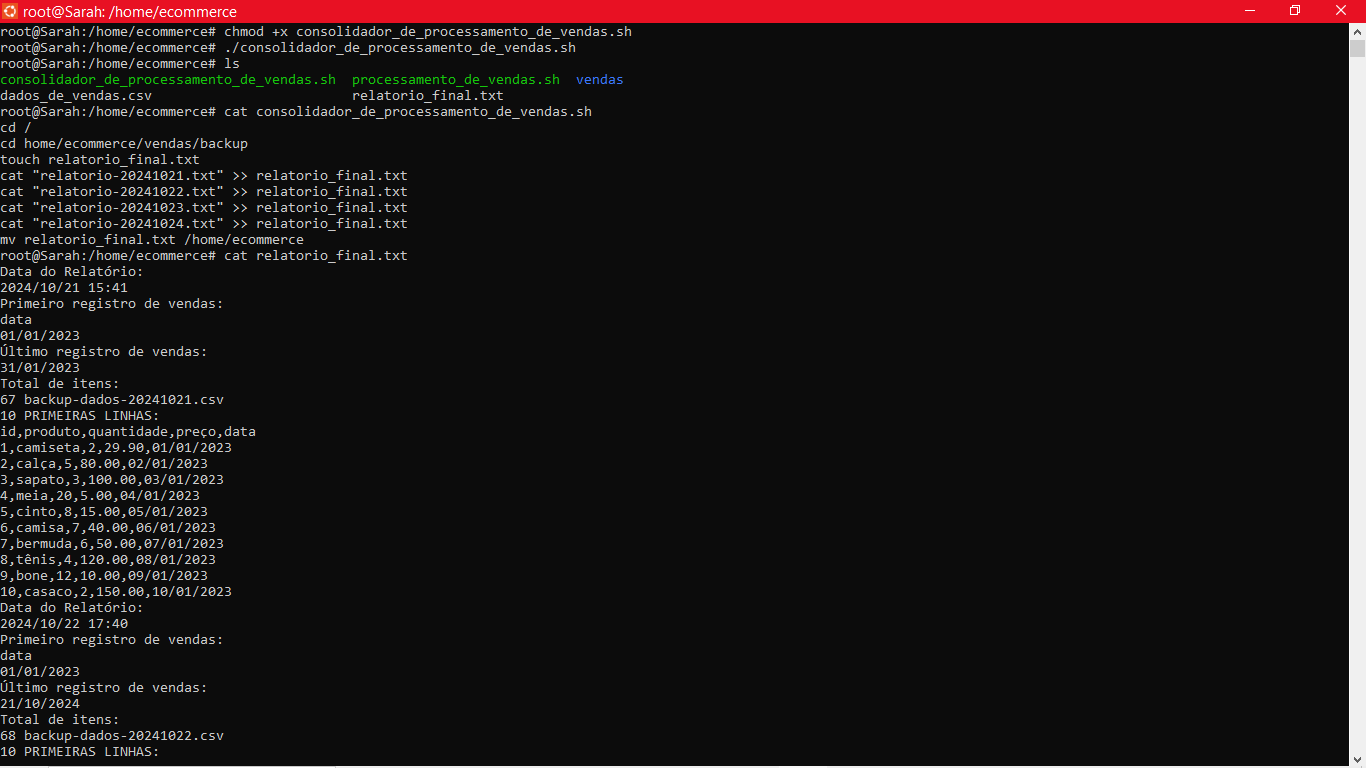 root@Sarah: /home/ecommerce
root@Sarah:/home/ecommerce# chmod +x consolidador_de_processamento_de_vendas.sh
root@Sarah:/home/ecommerce# ./consolidador_de_processamento_de_vendas.sh
root@Sarah:/home/ecommerce# ls
consolidador_de_processamento_de_vendas.sh  processamento_de_vendas.sh  vendas
dados_de_vendas.csv                         relatorio_final.txt
root@Sarah:/home/ecommerce# cat consolidador_de_processamento_de_vendas.sh
cd /
cd home/ecommerce/vendas/backup
touch relatorio_final.txt
cat "relatorio-20241021.txt" >> relatorio_final.txt
cat "relatorio-20241022.txt" >> relatorio_final.txt
cat "relatorio-20241023.txt" >> relatorio_final.txt
cat "relatorio-20241024.txt" >> relatorio_final.txt
mv relatorio_final.txt /home/ecommerce
root@Sarah:/home/ecommerce# cat relatorio_final.txt
Data do Relatório:
2024/10/21 15:41
Primeiro registro de vendas:
data
01/01/2023
Último registro de vendas:
31/01/2023
Total de itens:
67 backup-dados-20241021.csv
10 PRIMEIRAS LINHAS:
id,produto,quantidade,preço,data
1,camiseta,2,29.90,01/01/2023
2,calça,5,80.00,02/01/2023
3,sapato,3,100.00,03/01/2023
4,meia,20,5.00,04/01/2023
5,cinto,8,15.00,05/01/2023
6,camisa,7,40.00,06/01/2023
7,bermuda,6,50.00,07/01/2023
8,tênis,4,120.00,08/01/2023
9,bone,12,10.00,09/01/2023
10,casaco,2,150.00,10/01/2023
Data do Relatório:
2024/10/22 17:40
Primeiro registro de vendas:
data
01/01/2023
Último registro de vendas:
21/10/2024
Total de itens:
68 backup-dados-20241022.csv
10 PRIMEIRAS LINHAS: